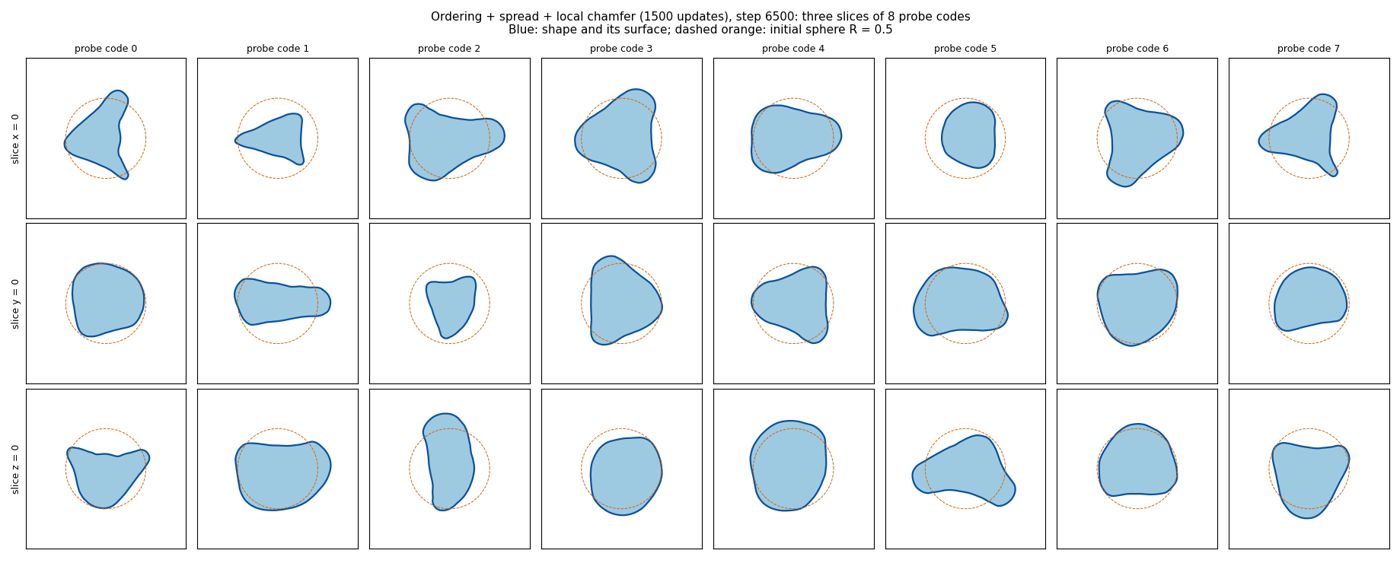 Ordering + spread + local chamfer (1500 updates), step 6500: three slices of 8 probe codes
Blue: shape and its surface; dashed orange: initial sphere R = 0.5
probe code 0
probe code 1
probe code 2
probe code 3
probe code 4
probe code 5
probe code 6
probe code 7
slice x = 0
slice y = 0
slice z = 0